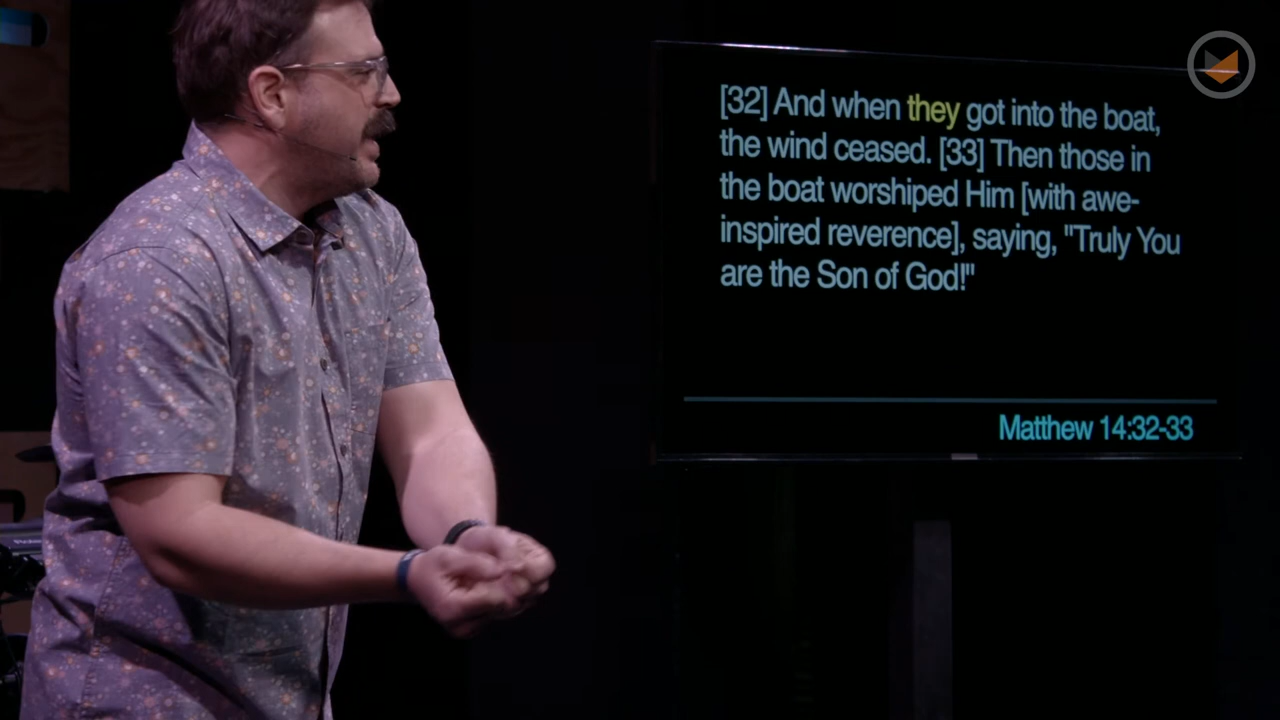 [32] And when they got into the boat,
the wind ceased. [33] Then those in
the boat worshiped Him [with awe-
inspired reverence], saying, "Truly You
are the Son of God!"
Matthew 14:32-33